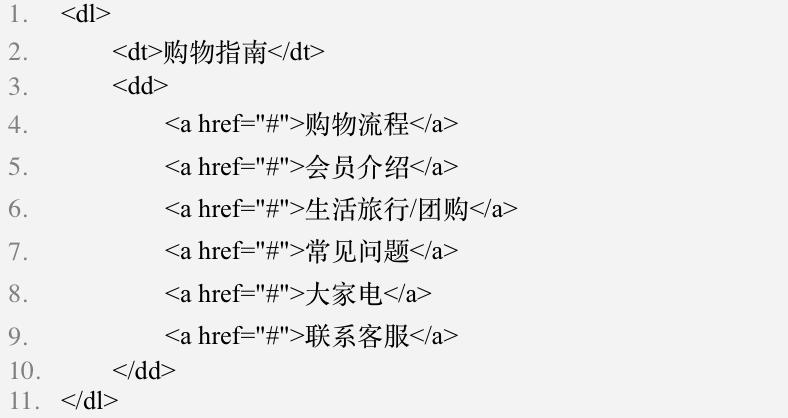 1. <dl>
2. <dt>购物指南</dt>
3. <dd>
4. <a href="#">购物流程</a>
5. <a href="#">会员介绍</a>
6. <a href="#">生活旅行/团购</a>
7. <a href="#">常见问题</a>
8. <a href="#">大家电</a>
9. <a href="#">联系客服</a>
10. </dd>
11. </dl>